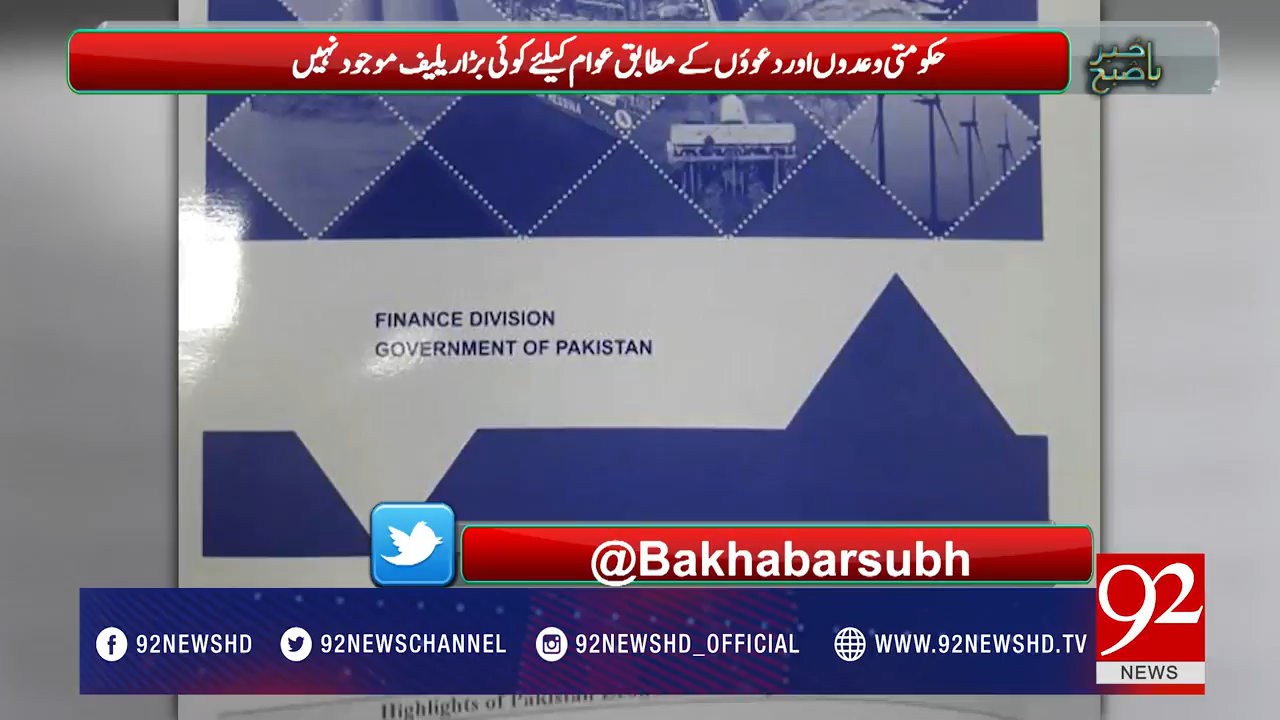 حکومتی وعدوں اور دعوؤں کے مطابق عوام کیلئے کوئی بڑا ریلیف موجود نہیں
باخبر صبح
MESSINA
FINANCE DIVISION
GOVERNMENT OF PAKISTAN
@Bakhabarsubh
92NEWSHD
92NEWSCHANNEL
92NEWSHD_OFFICIAL
WWW.92NEWSHD.TV
92
NEWS
Highlights of Pakistan